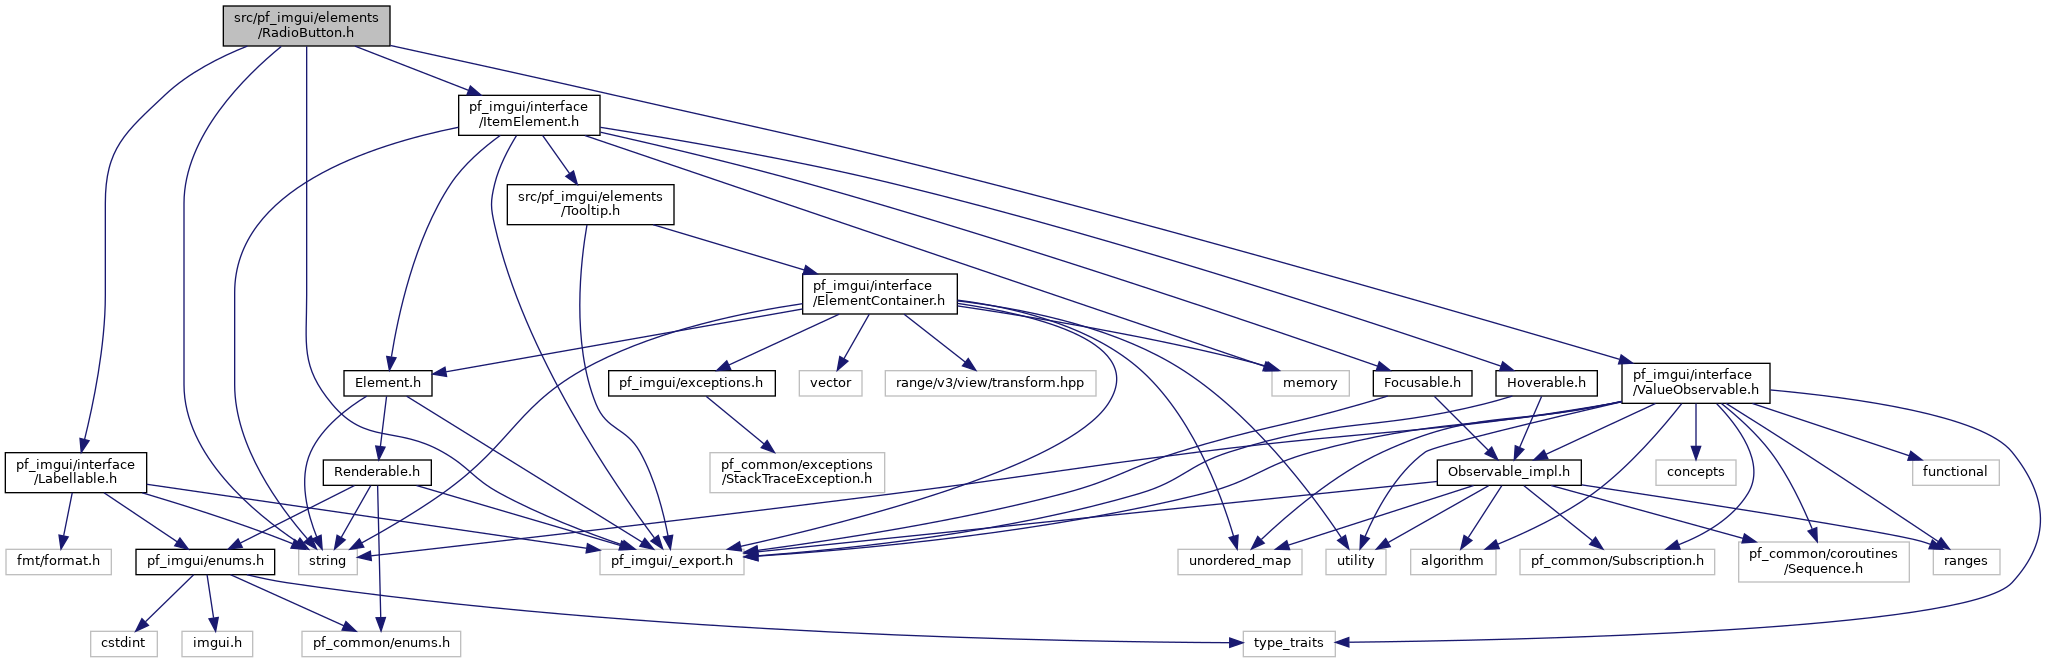 src/pf_imgui/elements
/RadioButton.h
pf_imgui/interface
/ItemElement.h
src/pf_imgui/elements
/Tooltip.h
pf_imgui/interface
/ElementContainer.h
Element.h
pf_imgui/exceptions.h
vector
range/v3/view/transform.hpp
memory
Focusable.h
Hoverable.h
pf_imgui/interface
/ValueObservable.h
pf_imgui/interface
/Labellable.h
Renderable.h
pf_common/exceptions
/StackTraceException.h
Observable_impl.h
concepts
functional
fmt/format.h
pf_imgui/enums.h
string
pf_imgui/_export.h
unordered_map
utility
algorithm
pf_common/Subscription.h
pf_common/coroutines
/Sequence.h
ranges
cstdint
imgui.h
pf_common/enums.h
type_traits